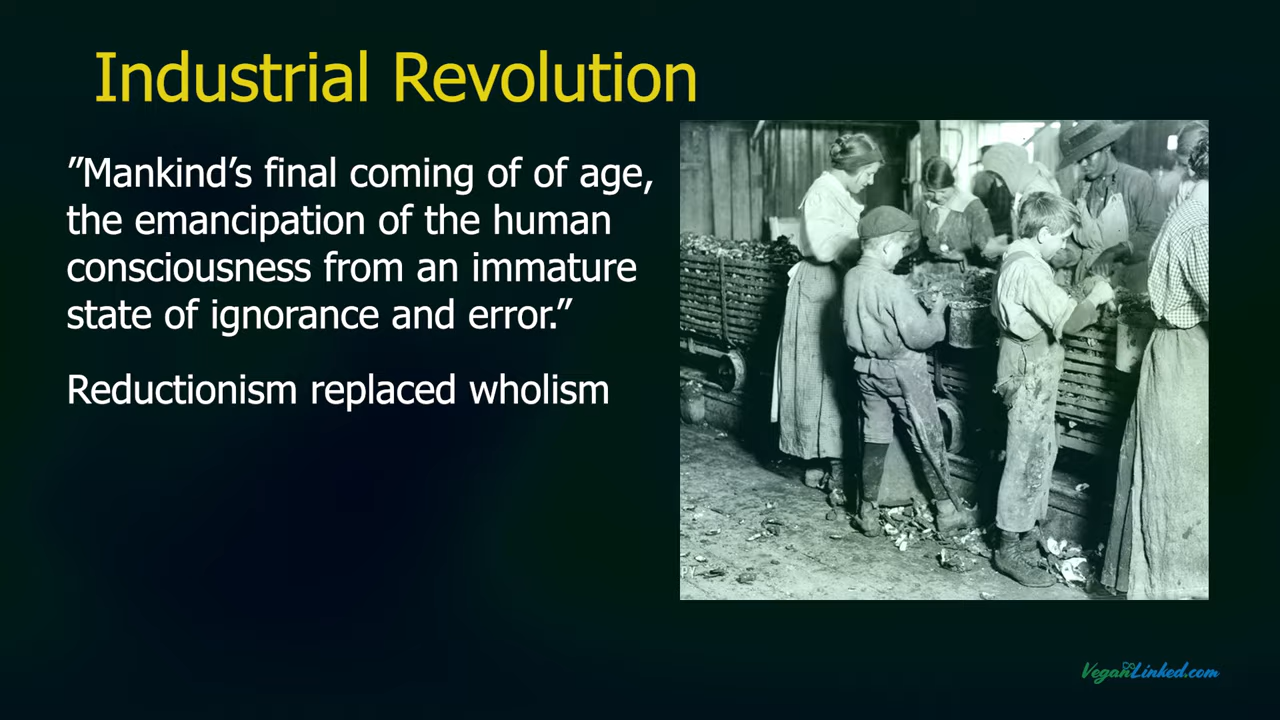 Industrial Revolution
”Mankind’s final coming of of age,
the emancipation of the human
consciousness from an immature
state of ignorance and error.”
Reductionism replaced wholism
VeganLinked.com